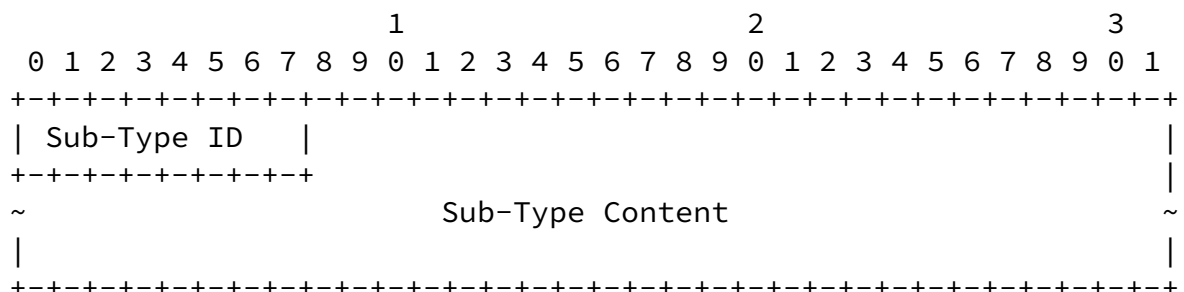 1                   2                   3
 0 1 2 3 4 5 6 7 8 9 0 1 2 3 4 5 6 7 8 9 0 1 2 3 4 5 6 7 8 9 0 1
+-+-+-+-+-+-+-+-+-+-+-+-+-+-+-+-+-+-+-+-+-+-+-+-+-+-+-+-+-+-+-+-+
| Sub-Type ID   |                                               |
+-+-+-+-+-+-+-+-+                                               |
~                       Sub-Type Content                        ~
|                                                               |
+-+-+-+-+-+-+-+-+-+-+-+-+-+-+-+-+-+-+-+-+-+-+-+-+-+-+-+-+-+-+-+-+